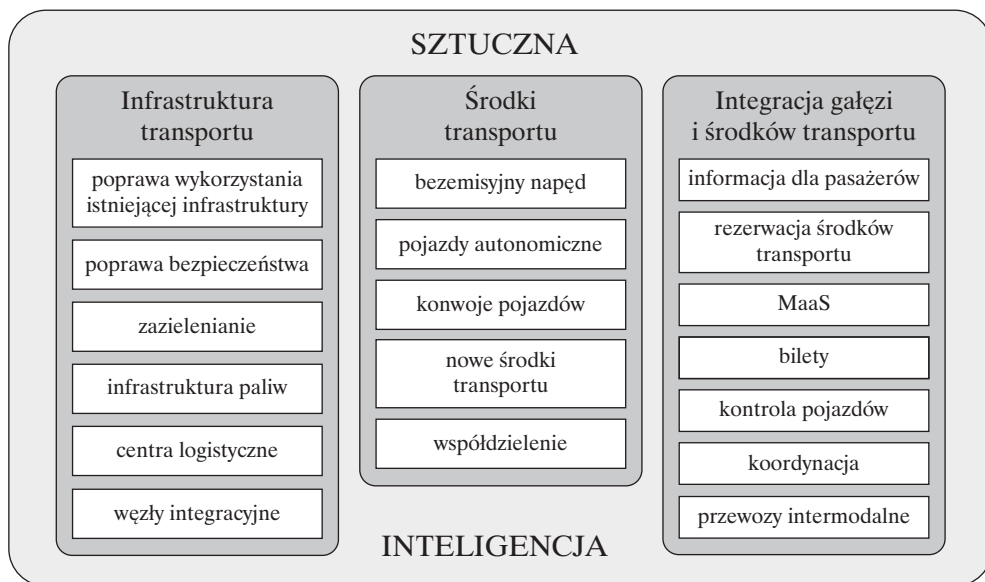 SZTUCZNA
Infrastruktura
transportu
poprawa wykorzystania
istniejącej infrastruktury
poprawa bezpieczeństwa
zazielenianie
infrastruktura paliw
centra logistyczne
węzły integracyjne
Środki
transportu
bezemisyjny napęd
pojazdy autonomiczne
konwoje pojazdów
nowe środki
transportu
współdzielenie
Integracja gałęzi
i środków transportu
informacja dla pasażerów
rezerwacja środków
transportu
MaaS
bilety
kontrola pojazdów
koordynacja
przewozy intermodalne
INTELIGENCJA